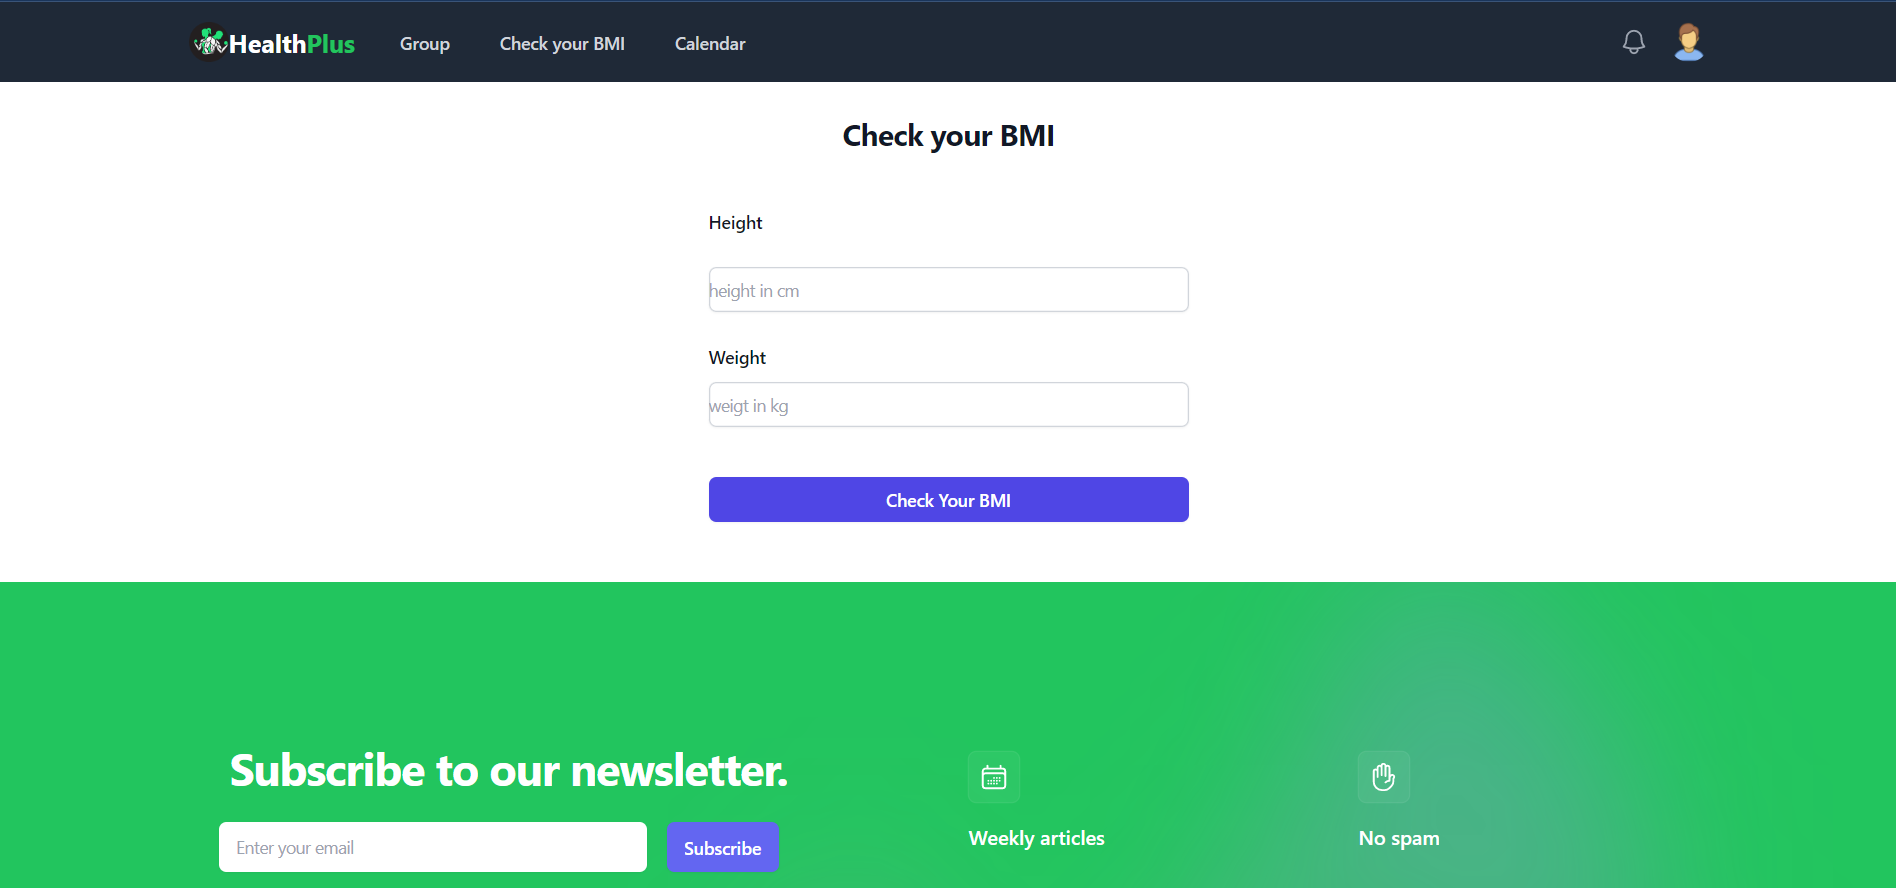 HealthPlus Group Check your BMI Calendar
Check your BMI
Height
height in cm
Weight
weigt in kg
Check Your BMI
Subscribe to our newsletter.
Enter your email Subscribe
Weekly articles
No spam